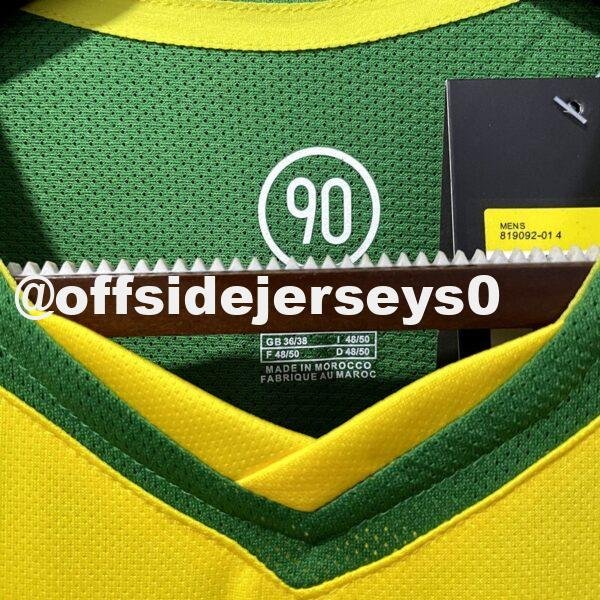 90
MENS
819092-01 4
@offsidejerseys0
GB 36/38 I 48/50
F 48/50 D 48/50
MADE IN MOROCCO
FABRIQUE AU MAROC